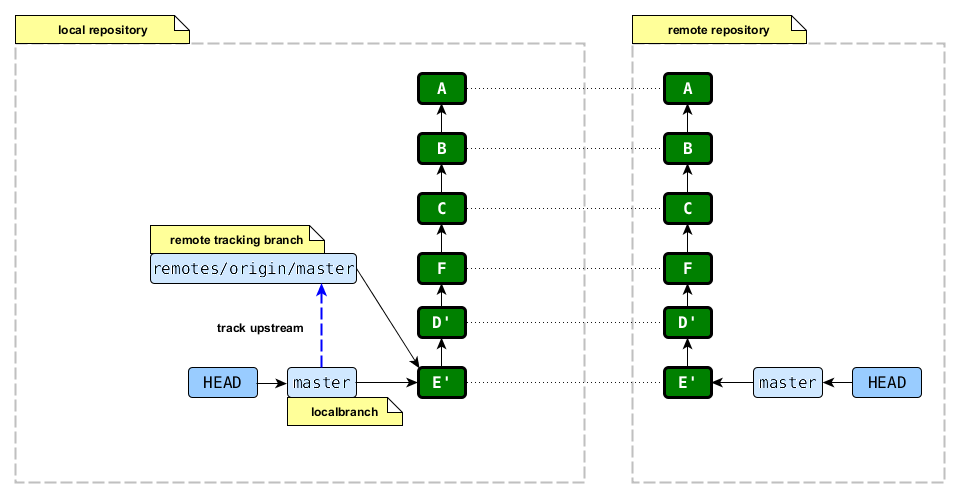 local repository
remote repository
A
A
B
B
C
C
remote tracking branch
remotes/origin/master
F
F
D'
D'
track upstream
HEAD
master
E'
E'
master
HEAD
localbranch